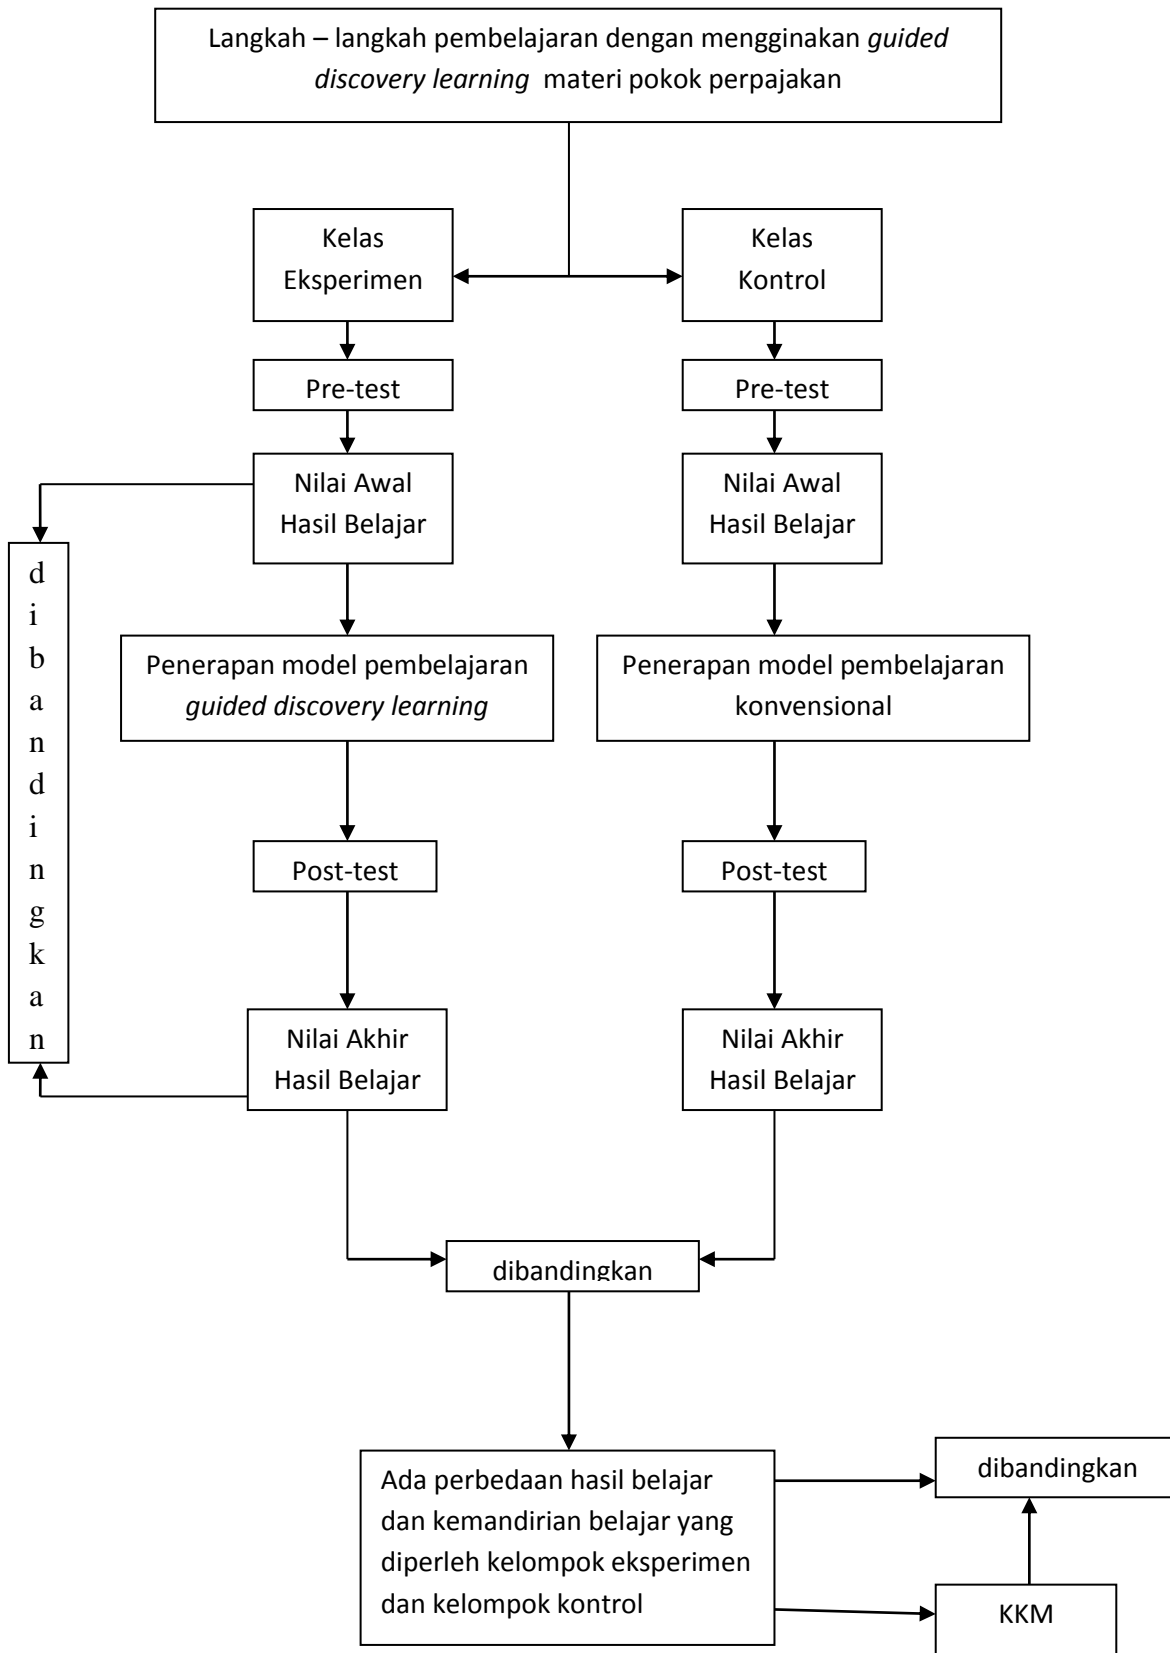 Langkah – langkah pembelajaran dengan mengginakan guided
discovery learning materi pokok perpajakan
Kelas
Eksperimen
Kelas
Kontrol
Pre-test
Pre-test
Nilai Awal
Hasil Belajar
Nilai Awal
Hasil Belajar
d
i
b
a
n
d
i
n
g
k
a
n
Penerapan model pembelajaran
guided discovery learning
Penerapan model pembelajaran
konvensional
Post-test
Post-test
Nilai Akhir
Hasil Belajar
Nilai Akhir
Hasil Belajar
dibandingkan
Ada perbedaan hasil belajar
dan kemandirian belajar yang
diperleh kelompok eksperimen
dan kelompok kontrol
dibandingkan
KKM